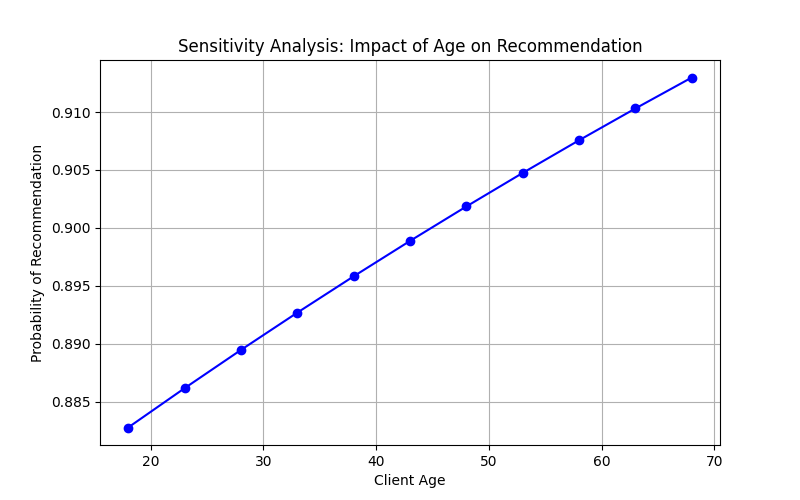 Sensitivity Analysis: Impact of Age on Recommendation
0.910
0.905
0.900
0.895
0.890
0.885
Probability of Recommendation
20 30 40 50 60 70
Client Age